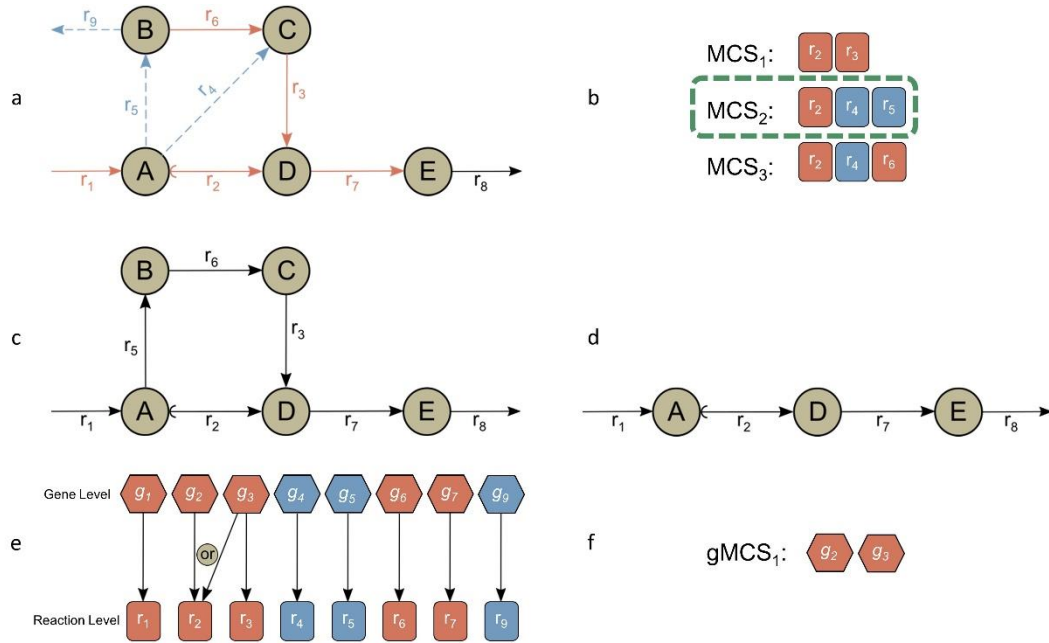 r9
B
r6
C
a
r5
r4
r3
r1
A
r2
D
r7
E
r8
b
MCS1: r2 r3
MCS2: r2 r4 r5
MCS3: r2 r4 r6
B
r6
C
c
r5
r3
r1
A
r2
D
r7
E
r8
d
r1
A
r2
D
r7
E
r8
Gene Level g1 g2 g3 g4 g5 g6 g7 g9
e
or
Reaction Level r1 r2 r3 r4 r5 r6 r7 r9
f
gMCS1: g2 g3